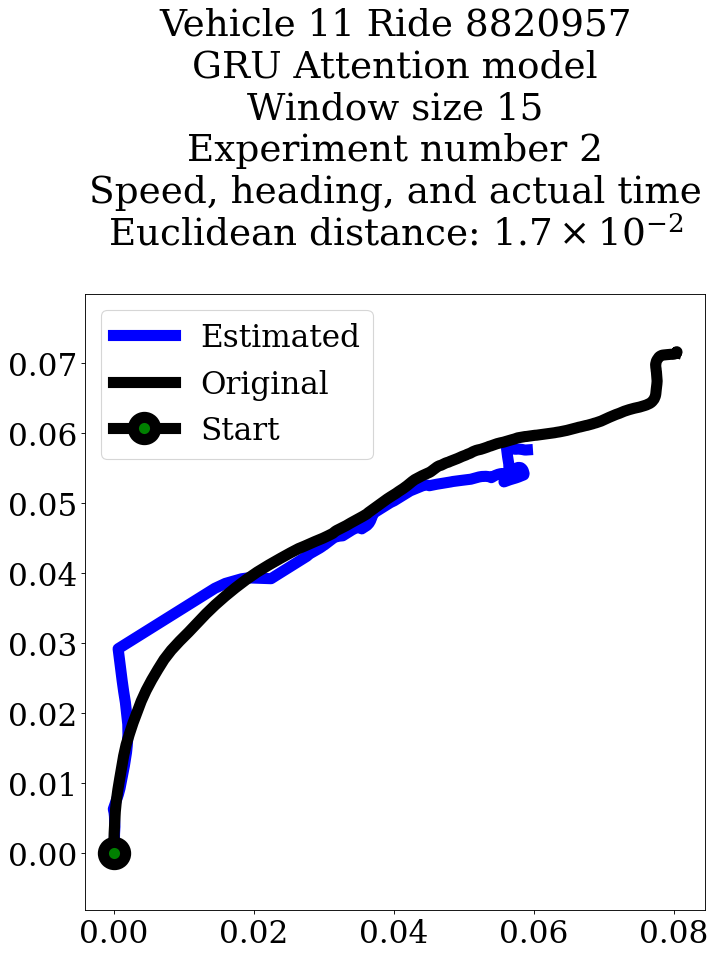 Vehicle 11 Ride 8820957
GRU Attention model
Window size 15
Experiment number 2
Speed, heading, and actual time
Euclidean distance: 1.7 × 10⁻²
Estimated
Original
Start
0.07
0.06
0.05
0.04
0.03
0.02
0.01
0.00
0.00 0.02 0.04 0.06 0.08